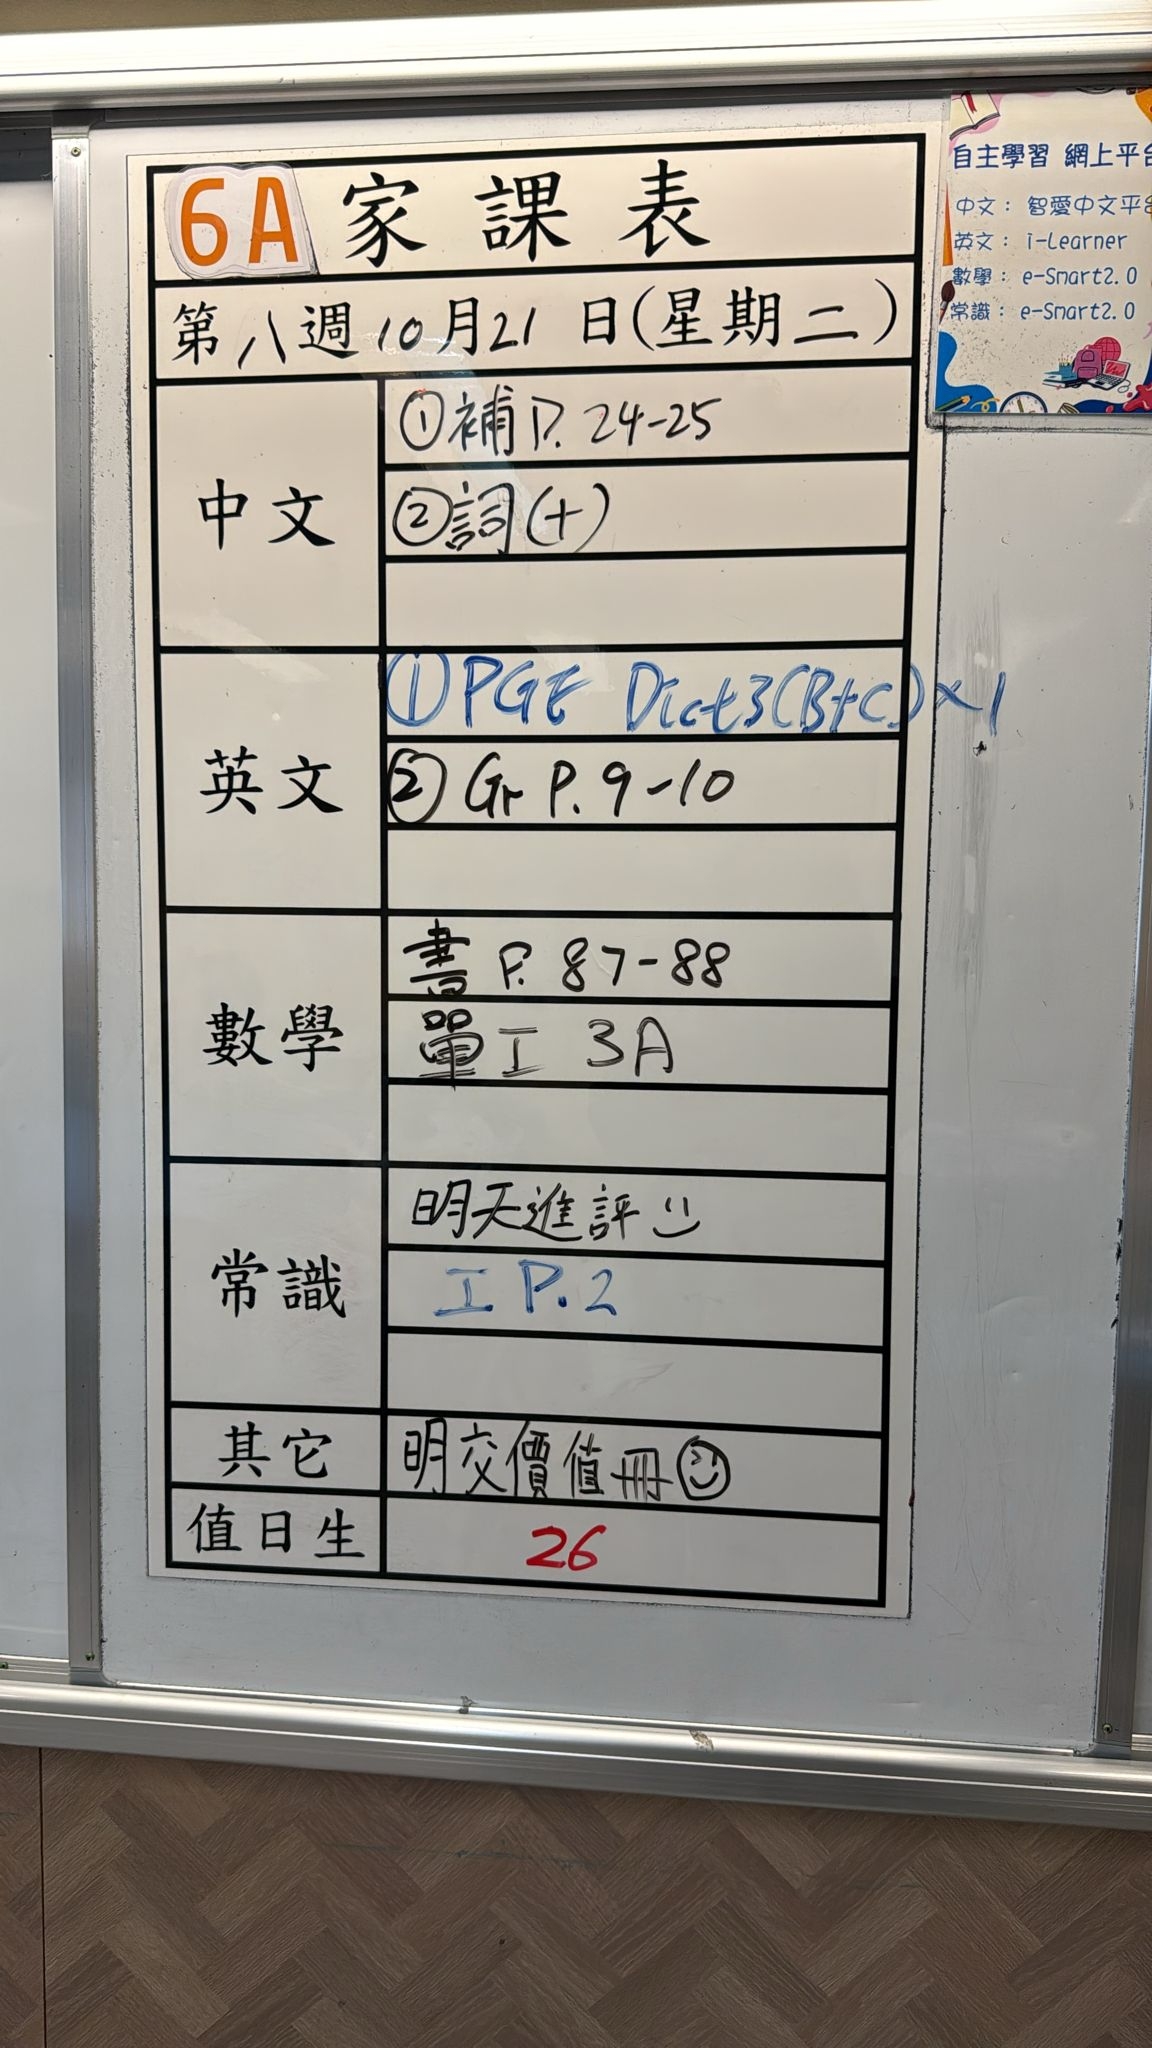 6A 家課表
第八週10月21日(星期二)
中文
①補P.24-25
②詞(十)
英文
①PGE Dict3(B+C)×1
② Gr P.9-10
數學
書 P.87-88
單工 3A
常識
明天進評
工 P.2
其它
明交價值冊
值日生
26
自主學習 網上平台
中文：智愛中文平台
英文：i-Learner
數學：e-Smart2.0
常識：e-Smart2.0